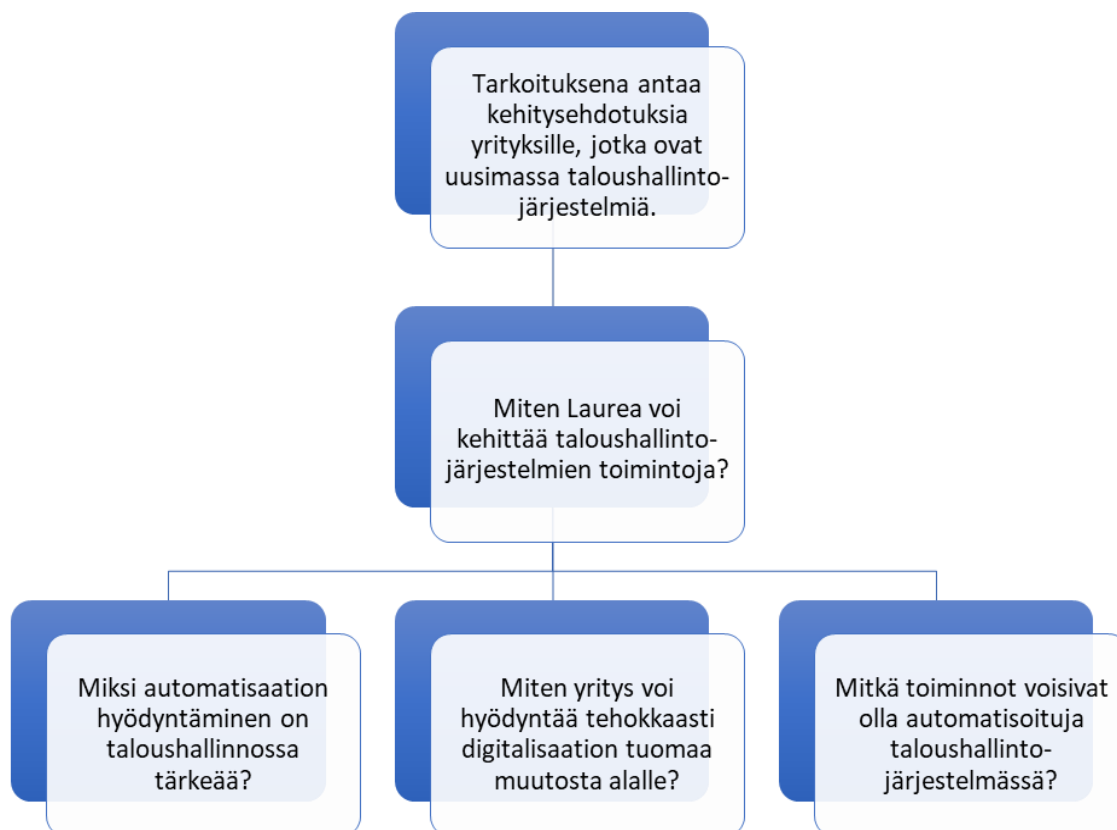 Tarkoituksena antaa
kehitysehdotuksia
yrityksille, jotka ovat
uusimassa taloushallinto-
järjestelmiä.
Miten Laurea voi
kehittää taloushallinto-
järjestelmien toimintoja?
Miksi automatisaation
hyödyntäminen on
taloushallinnossa
tärkeää?
Miten yritys voi
hyödyntää tehokkaasti
digitalisaation tuomaa
muutosta alalle?
Mitkä toiminnot voisivat
olla automatisoituja
taloushallinto-
järjestelmässä?